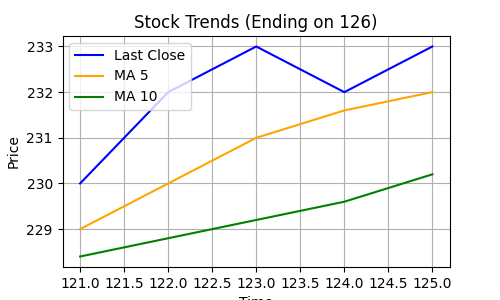 Stock Trends (Ending on 126)
Last Close
MA 5
MA 10
Price
233
232
231
230
229
121.0 121.5 122.0 122.5 123.0 123.5 124.0 124.5 125.0
Time